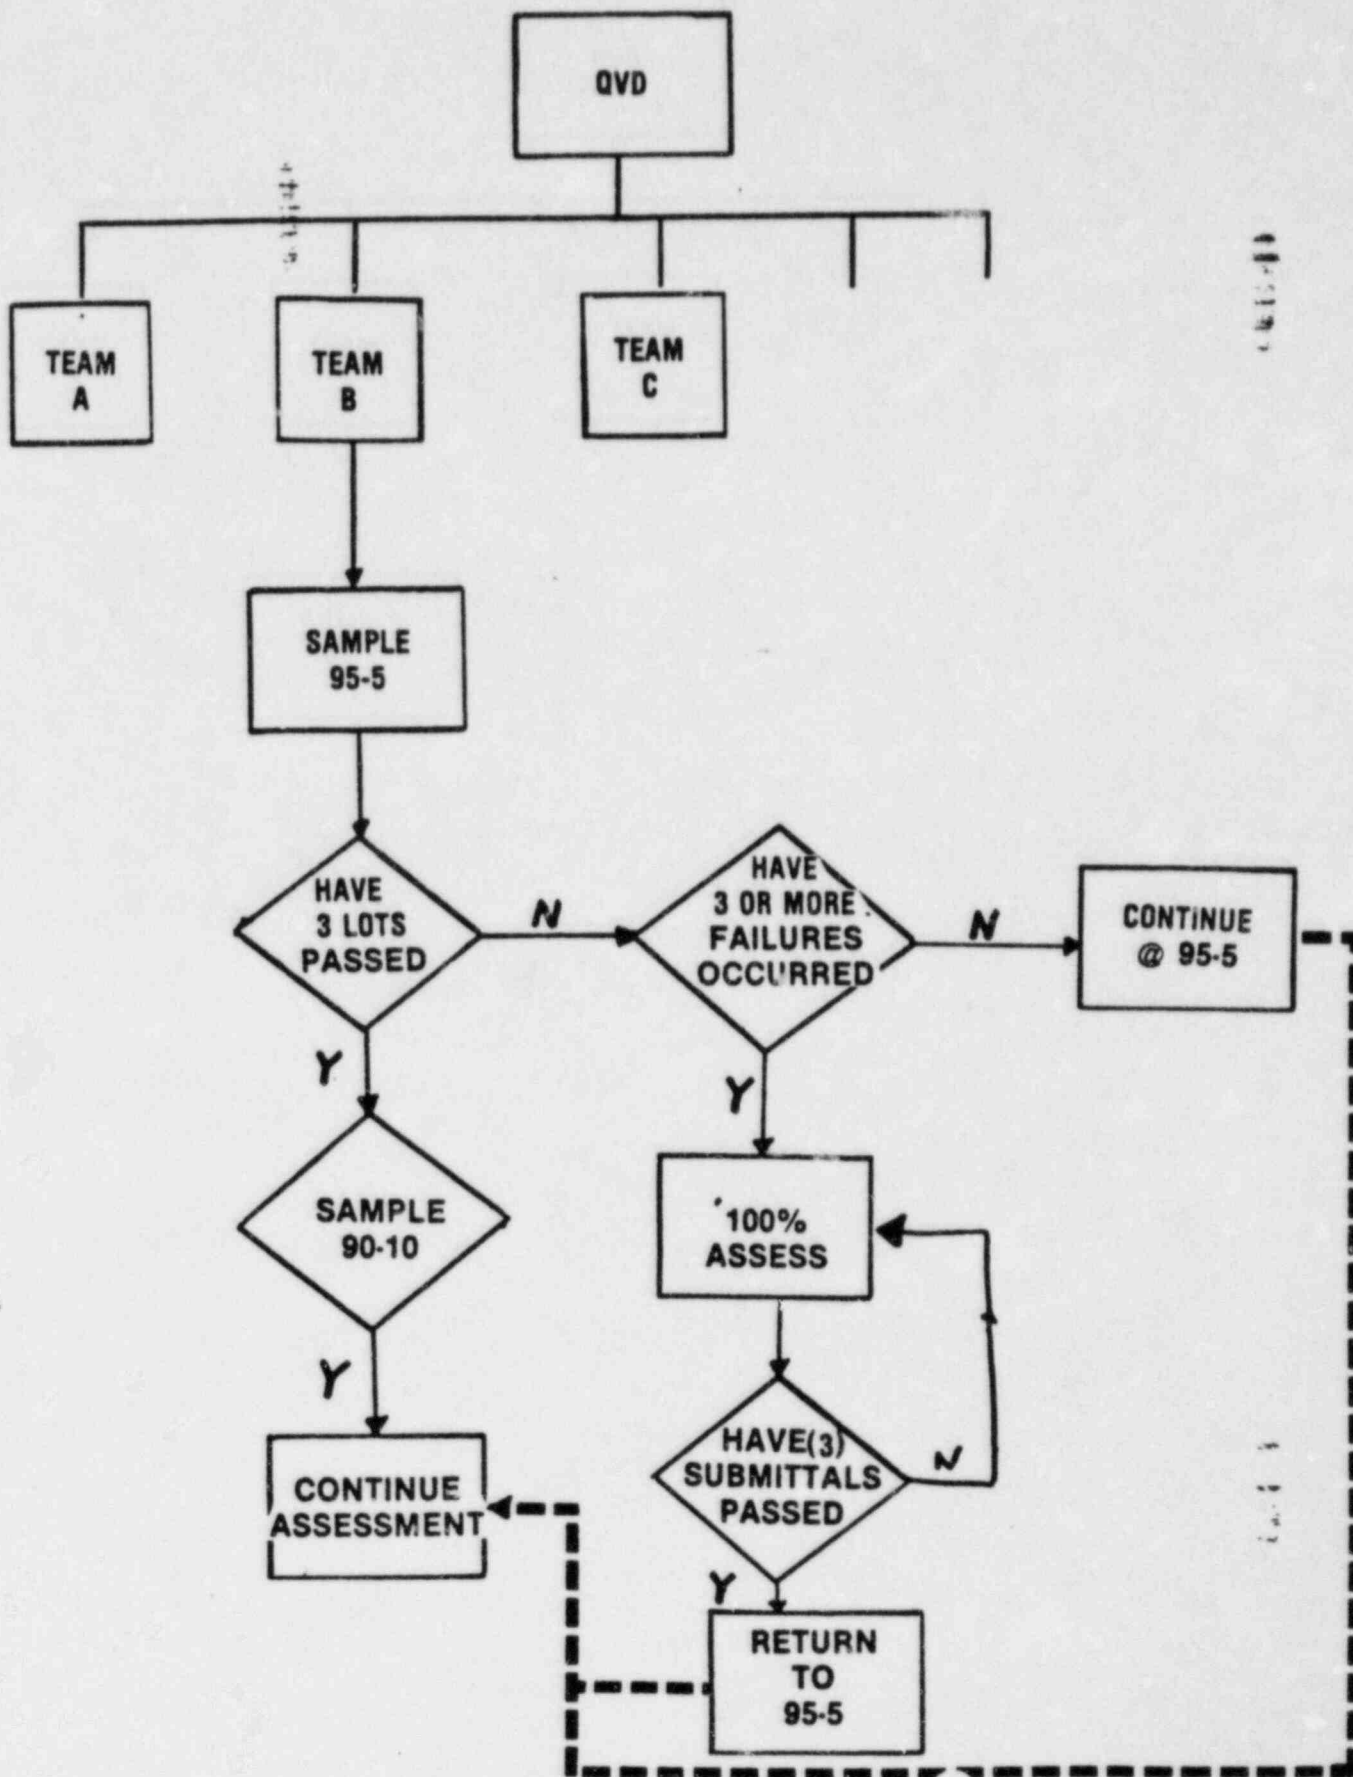 QVD
TEAM
A
TEAM
B
TEAM
C
SAMPLE
95-5
HAVE
3 LOTS
PASSED
N
HAVE
3 OR MORE
FAILURES
OCCURRED
N
CONTINUE
@ 95-5
Y
Y
SAMPLE
90-10
100%
ASSESS
Y
CONTINUE
ASSESSMENT
HAVE(3)
SUBMITTALS
PASSED
N
Y
RETURN
TO
95-5